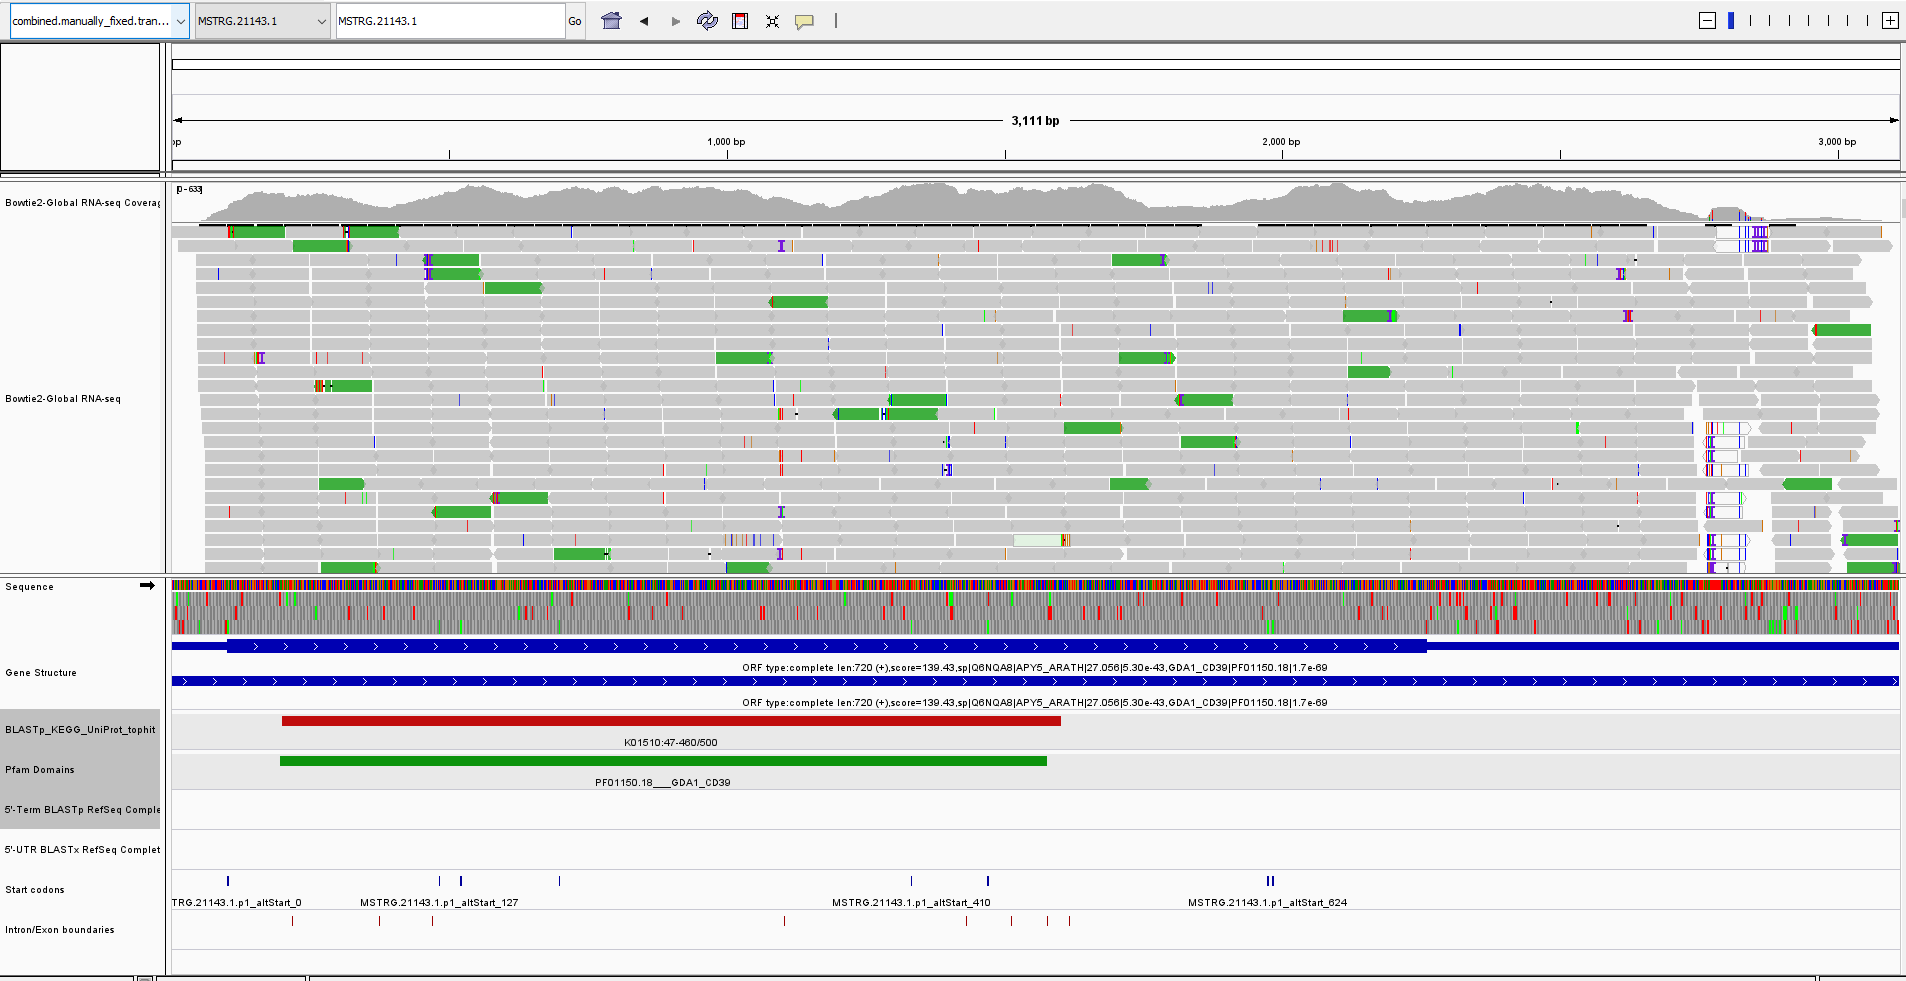 combined.manually_fixed.tran... MSTRG.21143.1 MSTRG.21143.1 Go
3,111 bp
1,000 bp 2,000 bp 3,000 bp
[0 - 633]
Bowtie2-Global RNA-seq Coverag
Bowtie2-Global RNA-seq
Sequence
ORF type:complete len:720 (+),score=139.43,sp|Q6NQA8|APY5_ARATH|27.056|5.30e-43,GDA1_CD39|PF01150.18|1.7e-69
Gene Structure
ORF type:complete len:720 (+),score=139.43,sp|Q6NQA8|APY5_ARATH|27.056|5.30e-43,GDA1_CD39|PF01150.18|1.7e-69
BLASTp_KEGG_UniProt_tophit
K01510:47-460/500
Pfam Domains
PF01150.18___GDA1_CD39
5'-Term BLASTp RefSeq Comple
5'-UTR BLASTx RefSeq Complet
Start codons
TRG.21143.1.p1_altStart_0 MSTRG.21143.1.p1_altStart_127 MSTRG.21143.1.p1_altStart_410 MSTRG.21143.1.p1_altStart_624
Intron/Exon boundaries